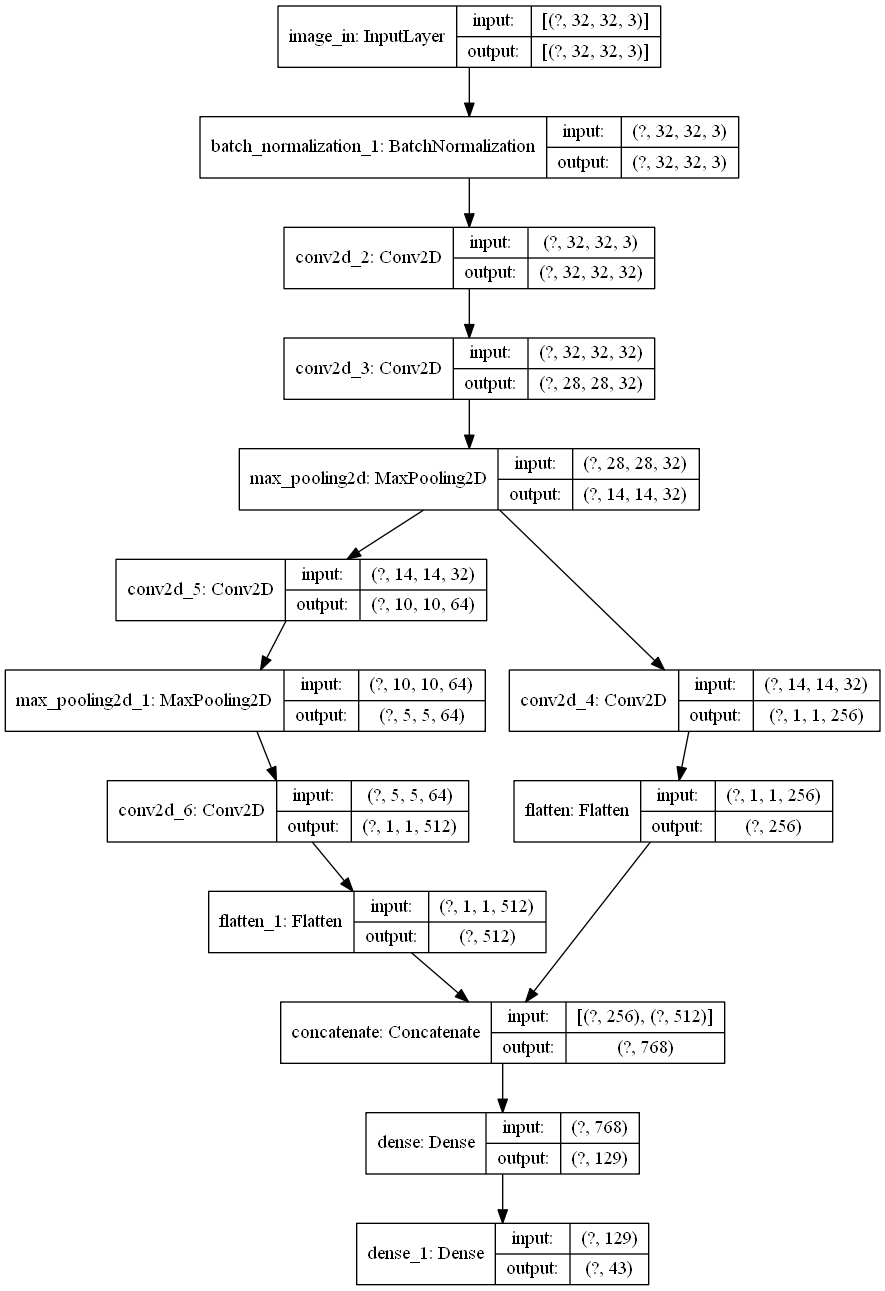 image_in: InputLayer
input: [(?, 32, 32, 3)]
output: [(?, 32, 32, 3)]
batch_normalization_1: BatchNormalization
input: (?, 32, 32, 3)
output: (?, 32, 32, 3)
conv2d_2: Conv2D
input: (?, 32, 32, 3)
output: (?, 32, 32, 32)
conv2d_3: Conv2D
input: (?, 32, 32, 32)
output: (?, 28, 28, 32)
max_pooling2d: MaxPooling2D
input: (?, 28, 28, 32)
output: (?, 14, 14, 32)
conv2d_5: Conv2D
input: (?, 14, 14, 32)
output: (?, 10, 10, 64)
max_pooling2d_1: MaxPooling2D
input: (?, 10, 10, 64)
output: (?, 5, 5, 64)
conv2d_4: Conv2D
input: (?, 14, 14, 32)
output: (?, 1, 1, 256)
conv2d_6: Conv2D
input: (?, 5, 5, 64)
output: (?, 1, 1, 512)
flatten: Flatten
input: (?, 1, 1, 256)
output: (?, 256)
flatten_1: Flatten
input: (?, 1, 1, 512)
output: (?, 512)
concatenate: Concatenate
input: [(?, 256), (?, 512)]
output: (?, 768)
dense: Dense
input: (?, 768)
output: (?, 129)
dense_1: Dense
input: (?, 129)
output: (?, 43)